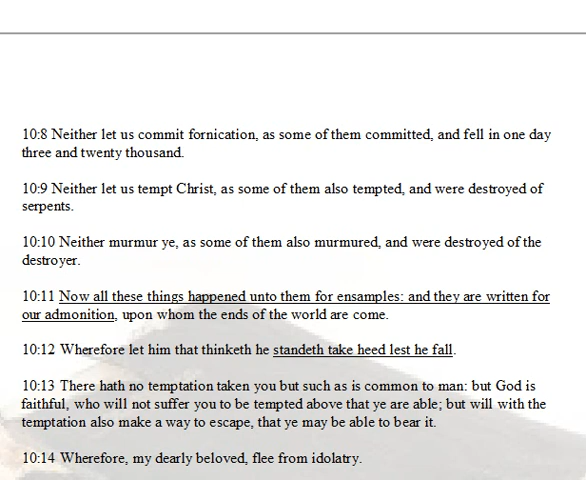 10:8 Neither let us commit fornication, as some of them committed, and fell in one day
three and twenty thousand.
10:9 Neither let us tempt Christ, as some of them also tempted, and were destroyed of
serpents.
10:10 Neither murmur ye, as some of them also murmured, and were destroyed of the
destroyer.
10:11 Now all these things happened unto them for ensamples: and they are written for
our admonition, upon whom the ends of the world are come.
10:12 Wherefore let him that thinketh he standeth take heed lest he fall.
10:13 There hath no temptation taken you but such as is common to man: but God is
faithful, who will not suffer you to be tempted above that ye are able; but will with the
temptation also make a way to escape, that ye may be able to bear it.
10:14 Wherefore, my dearly beloved, flee from idolatry.